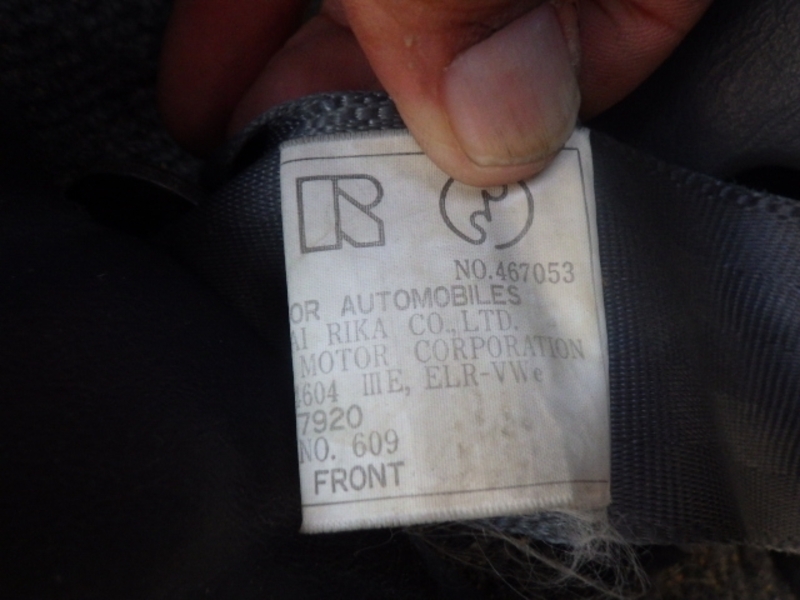 R
NO.467053
OR AUTOMOBILES
AI RIKA CO.,LTD.
MOTOR CORPORATION
4604 IIIE, ELR-VWe
7920
NO. 609
FRONT